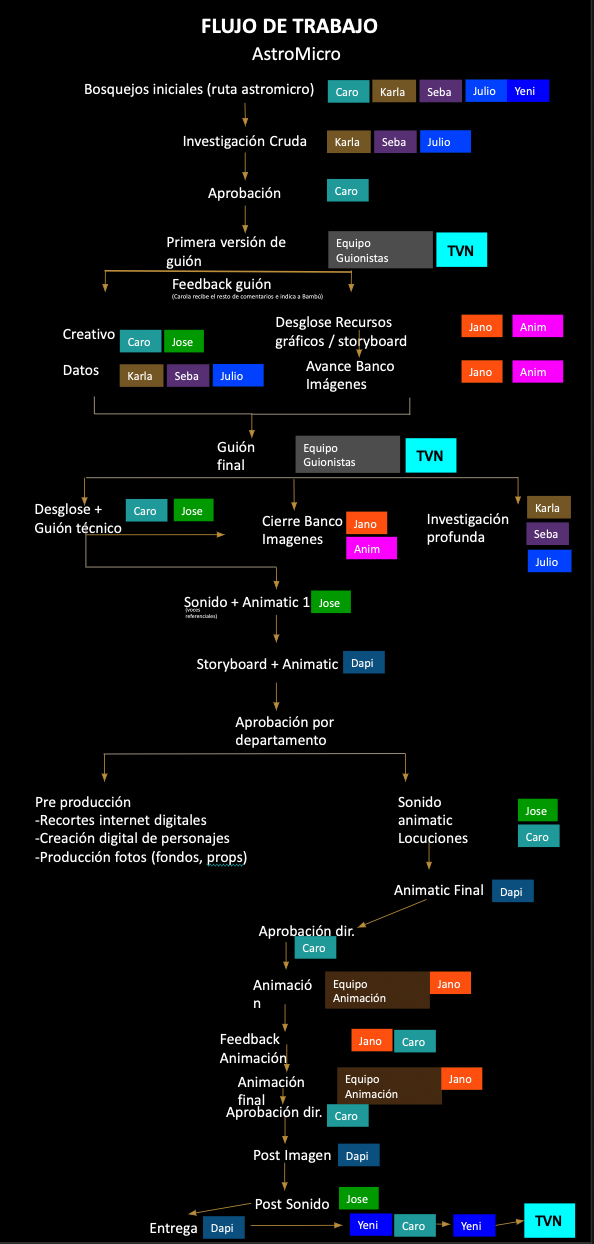 FLUJO DE TRABAJO
AstroMicro
Bosquejos iniciales (ruta astromicro) Caro Karla Seba Julio Yeni
Investigación Cruda Karla Seba Julio
Aprobación Caro
Primera versión de
guión
Equipo
Guionistas
TVN
Feedback guión
(Carola recibe el resto de comentarios e indica a Bambú)
Creativo Caro Jose
Datos Karla Seba Julio
Desglose Recursos
gráficos / storyboard
Jano Anim
Avance Banco
Imágenes
Jano Anim
Guión
final
Equipo
Guionistas
TVN
Desglose +
Guión técnico
Caro Jose
Cierre Banco
Imagenes
Jano
Anim
Investigación
profunda
Karla
Seba
Julio
Sonido + Animatic 1 Jose
(voces
referenciales)
Storyboard + Animatic Dapi
Aprobación por
departamento
Pre producción
-Recortes internet digitales
-Creación digital de personajes
-Producción fotos (fondos, props)
Sonido
animatic
Locuciones
Jose
Caro
Animatic Final Dapi
Aprobación dir.
Caro
Animació
n
Equipo
Animación
Jano
Feedback
Animación
Jano Caro
Animación
final
Equipo
Animación
Jano
Aprobación dir. Caro
Post Imagen Dapi
Post Sonido Jose
Entrega Dapi Yeni Caro Yeni TVN